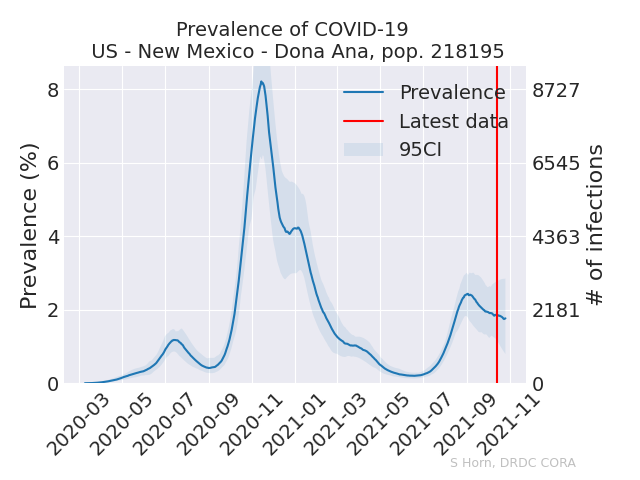 Prevalence of COVID-19
US - New Mexico - Dona Ana, pop. 218195
Prevalence
Latest data
95CI
8
6
4
2
0
Prevalence (%)
8727
6545
4363
2181
0
# of infections
2020-03
2020-05
2020-07
2020-09
2020-11
2021-01
2021-03
2021-05
2021-07
2021-09
2021-11
S Horn, DRDC CORA